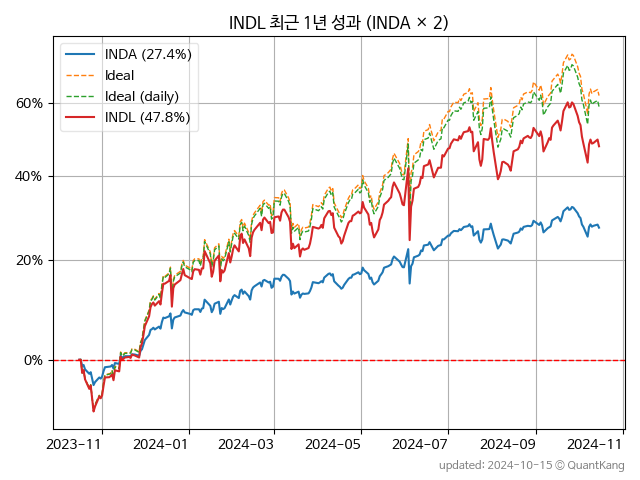 INDL 최근 1년 성과 (INDA × 2)
INDA (27.4%)
Ideal
Ideal (daily)
INDL (47.8%)
60%
40%
20%
0%
2023−11 2024−01 2024−03 2024−05 2024−07 2024−09 2024−11
updated: 2024-10-15 ⓒ QuantKang